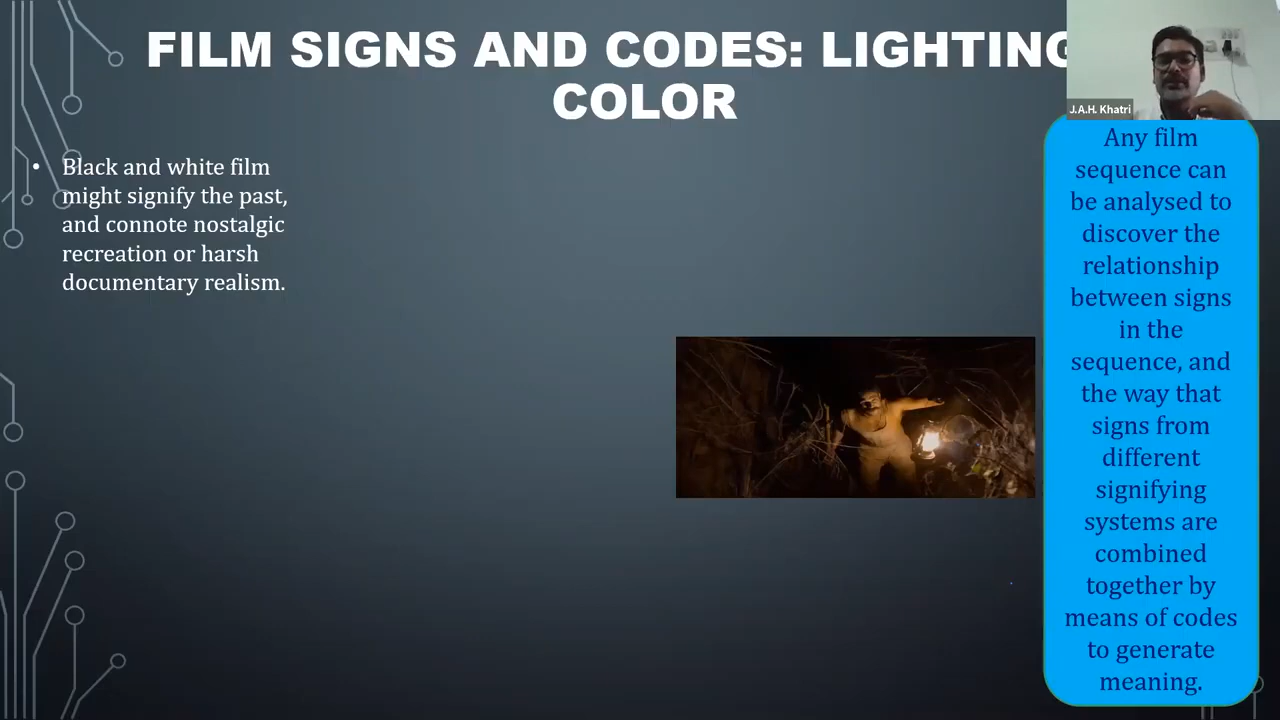 FILM SIGNS AND CODES: LIGHTING
COLOR
J.A.H. Khatri
• Black and white film
might signify the past,
and connote nostalgic
recreation or harsh
documentary realism.
Any film
sequence can
be analysed to
discover the
relationship
between signs
in the
sequence, and
the way that
signs from
different
signifying
systems are
combined
together by
means of codes
to generate
meaning.